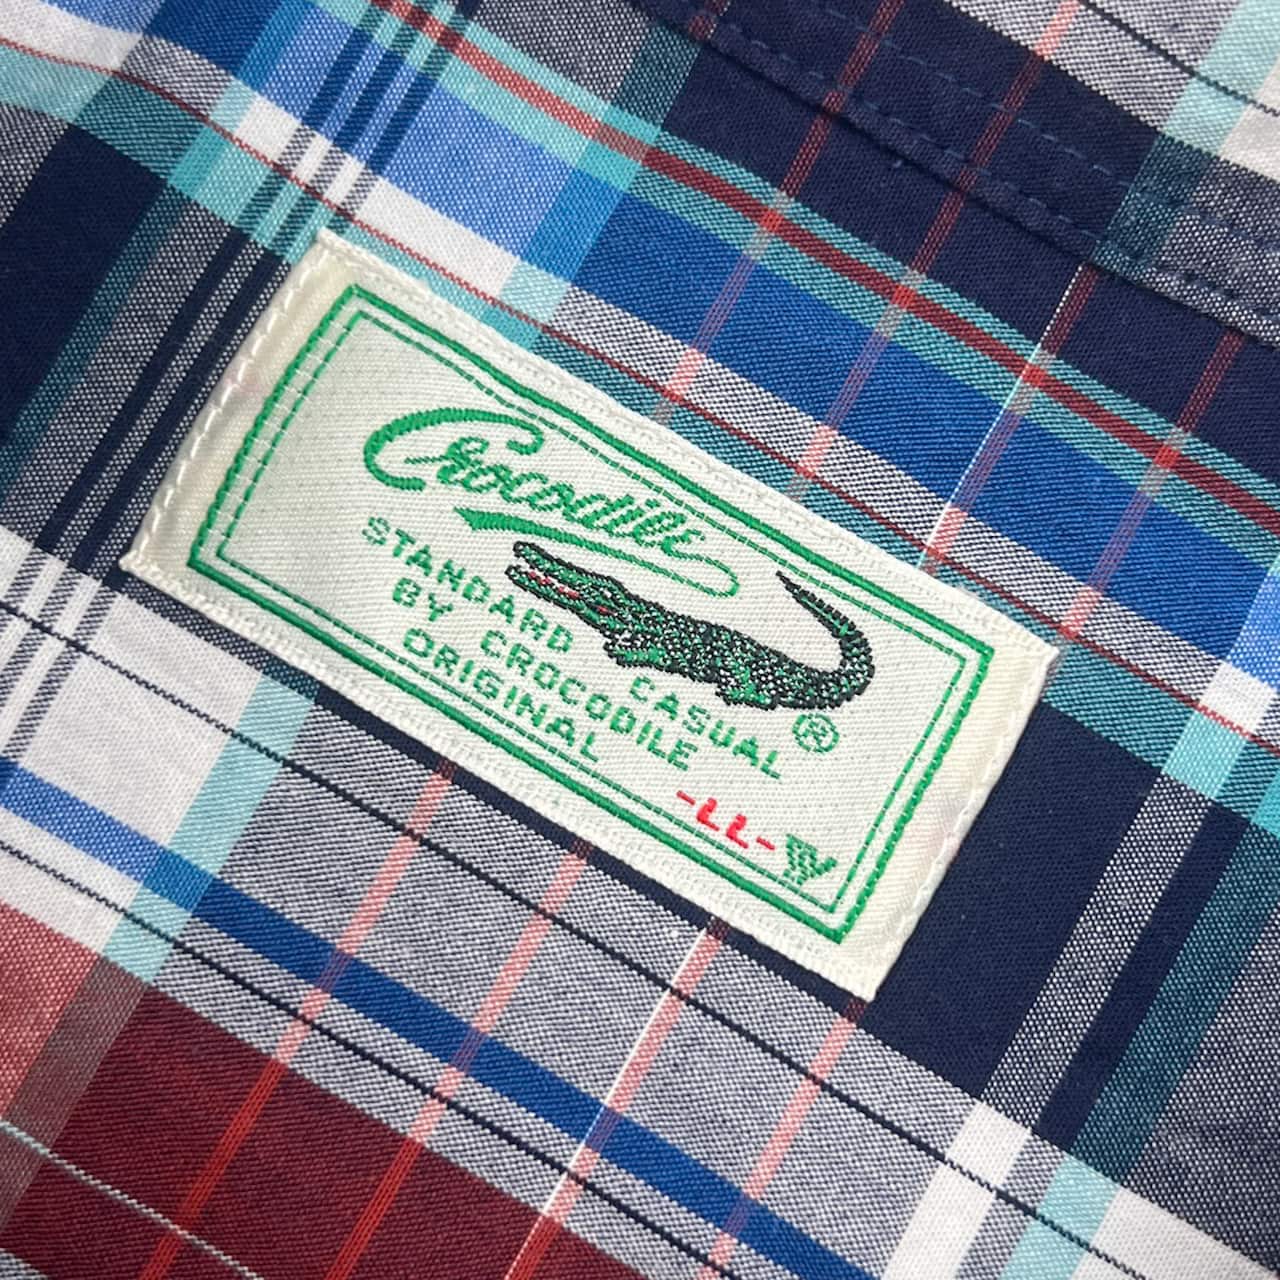 Crocodile
STANDARD CASUAL
BY CROCODILE
ORIGINAL
®
-LL-